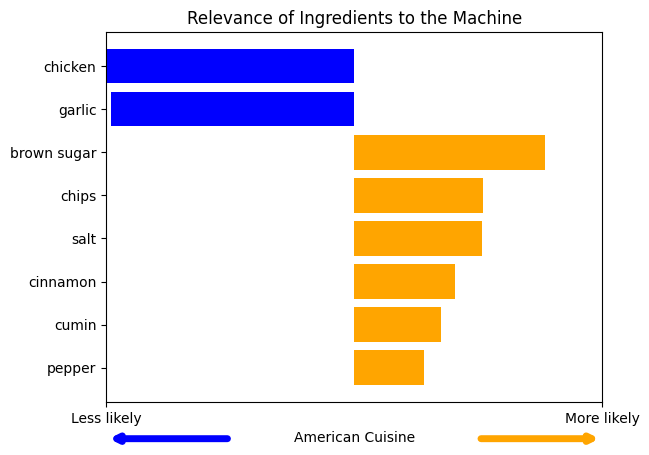 Relevance of Ingredients to the Machine
chicken
garlic
brown sugar
chips
salt
cinnamon
cumin
pepper
Less likely More likely
American Cuisine